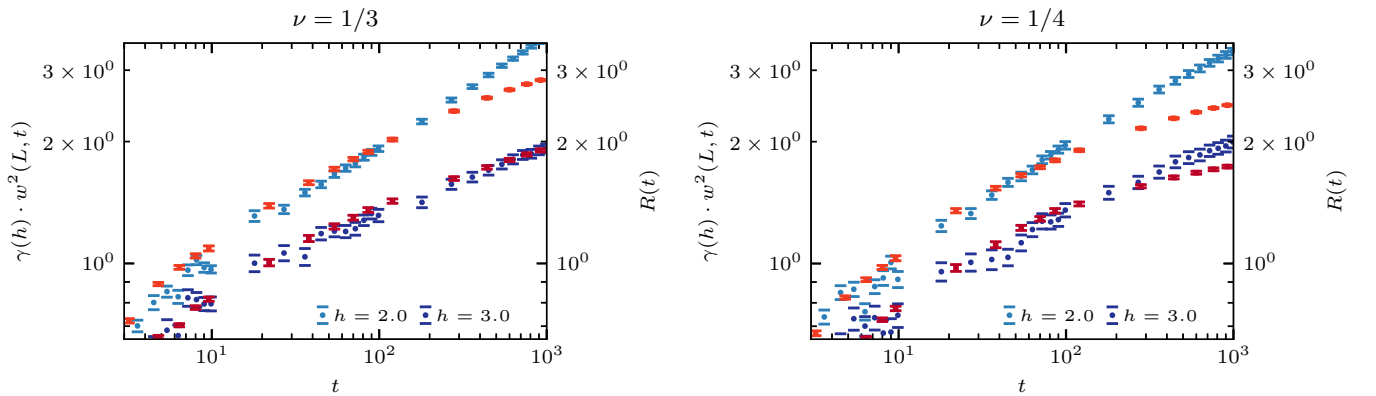 ν = 1/3
γ(h) · w²(L, t)
3 × 10⁰
2 × 10⁰
10⁰
3 × 10⁰
2 × 10⁰
10⁰
R(t)
h = 2.0 h = 3.0
10¹ 10² 10³
t
ν = 1/4
γ(h) · w²(L, t)
3 × 10⁰
2 × 10⁰
10⁰
3 × 10⁰
2 × 10⁰
10⁰
R(t)
h = 2.0 h = 3.0
10¹ 10² 10³
t